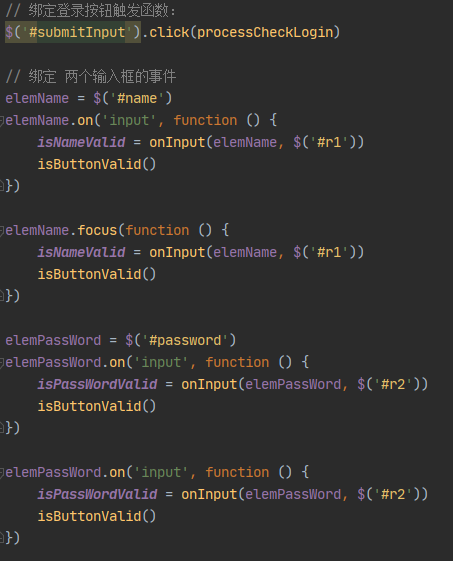 // 绑定登录按钮触发函数：
$('#submitInput').click(processCheckLogin)
// 绑定 两个输入框的事件
elemName = $('#name')
elemName.on('input', function () {
isNameValid = onInput(elemName, $('#r1'))
isButtonValid()
})
elemName.focus(function () {
isNameValid = onInput(elemName, $('#r1'))
isButtonValid()
})
elemPassWord = $('#password')
elemPassWord.on('input', function () {
isPassWordValid = onInput(elemPassWord, $('#r2'))
isButtonValid()
})
elemPassWord.on('input', function () {
isPassWordValid = onInput(elemPassWord, $('#r2'))
isButtonValid()
})